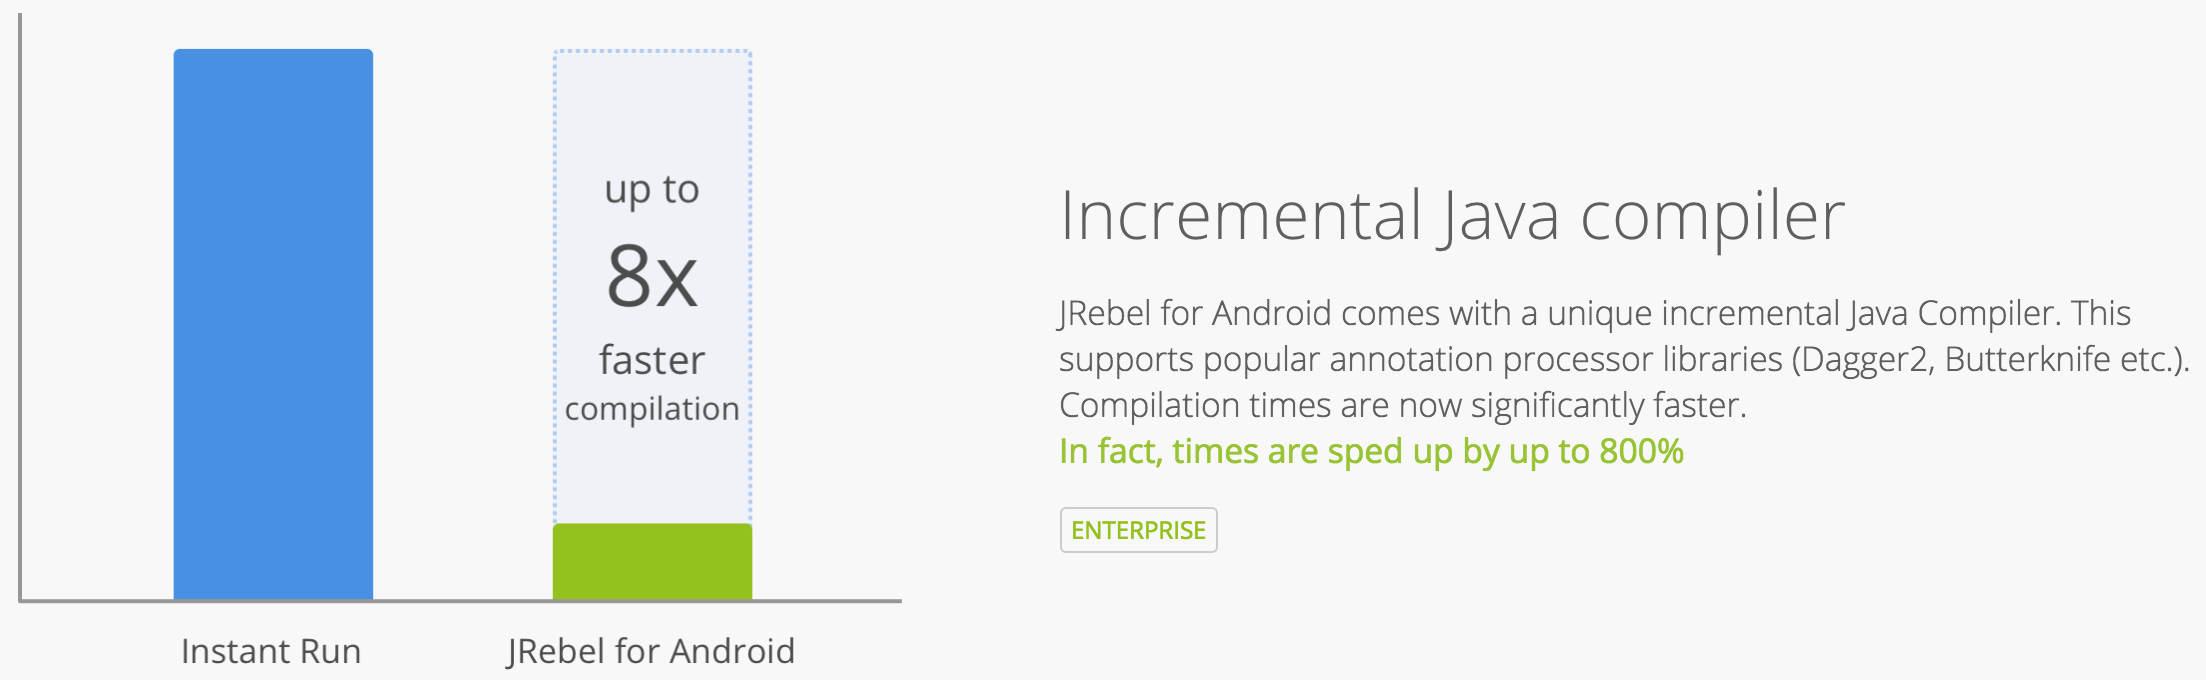 up to
8x
faster
compilation
Instant Run
JRebel for Android
Incremental Java compiler
JRebel for Android comes with a unique incremental Java Compiler. This
supports popular annotation processor libraries (Dagger2, Butterknife etc.).
Compilation times are now significantly faster.
In fact, times are sped up by up to 800%
ENTERPRISE